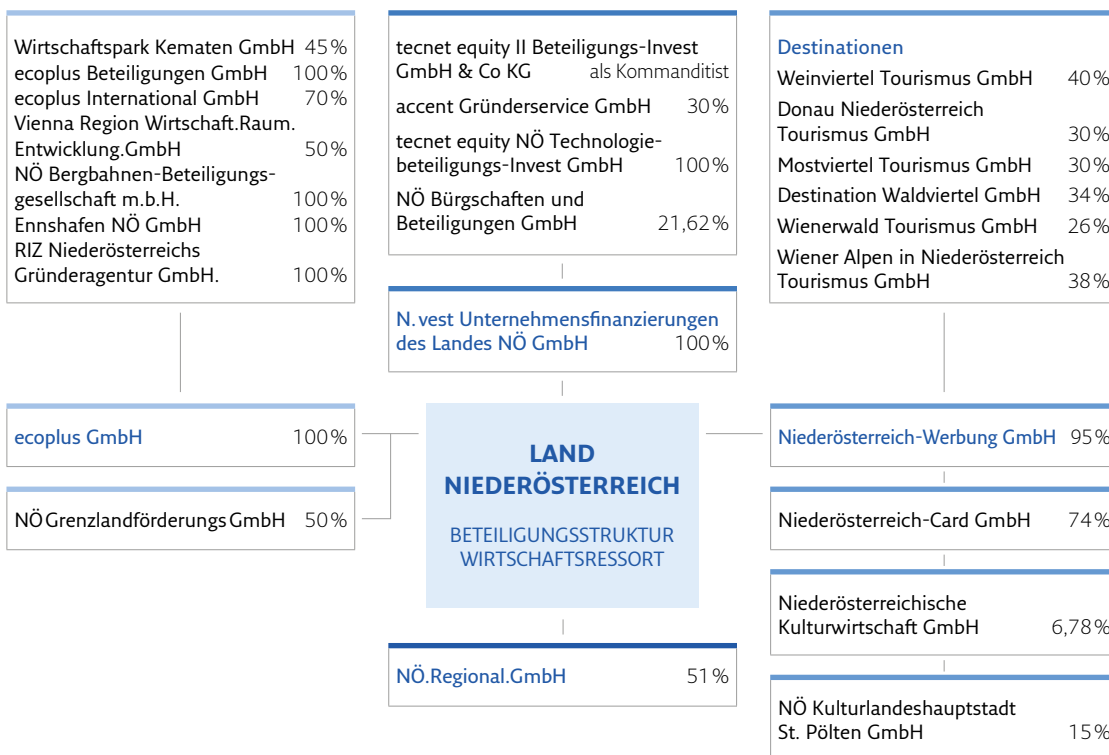 Wirtschaftspark Kematen GmbH 45%
ecoplus Beteiligungen GmbH 100%
ecoplus International GmbH 70%
Vienna Region Wirtschaft.Raum.
Entwicklung.GmbH 50%
NÖ Bergbahnen-Beteiligungs-
gesellschaft m.b.H. 100%
Ennshafen NÖ GmbH 100%
RIZ Niederösterreichs
Gründeragentur GmbH. 100%
tecnet equity II Beteiligungs-Invest
GmbH & Co KG als Kommanditist
accent Gründerservice GmbH 30%
tecnet equity NÖ Technologie-
beteiligungs-Invest GmbH 100%
NÖ Bürgschaften und
Beteiligungen GmbH 21,62%
Destinationen
Weinviertel Tourismus GmbH 40%
Donau Niederösterreich
Tourismus GmbH 30%
Mostviertel Tourismus GmbH 30%
Destination Waldviertel GmbH 34%
Wienerwald Tourismus GmbH 26%
Wiener Alpen in Niederösterreich
Tourismus GmbH 38%
N.vest Unternehmensfinanzierungen
des Landes NÖ GmbH 100%
ecoplus GmbH 100%
NÖ Grenzlandförderungs GmbH 50%
LAND
NIEDERÖSTERREICH
BETEILIGUNGSSTRUKTUR
WIRTSCHAFTSRESSORT
NÖ.Regional.GmbH 51%
Niederösterreich-Werbung GmbH 95%
Niederösterreich-Card GmbH 74%
Niederösterreichische
Kulturwirtschaft GmbH 6,78%
NÖ Kulturlandeshauptstadt
St. Pölten GmbH 15%